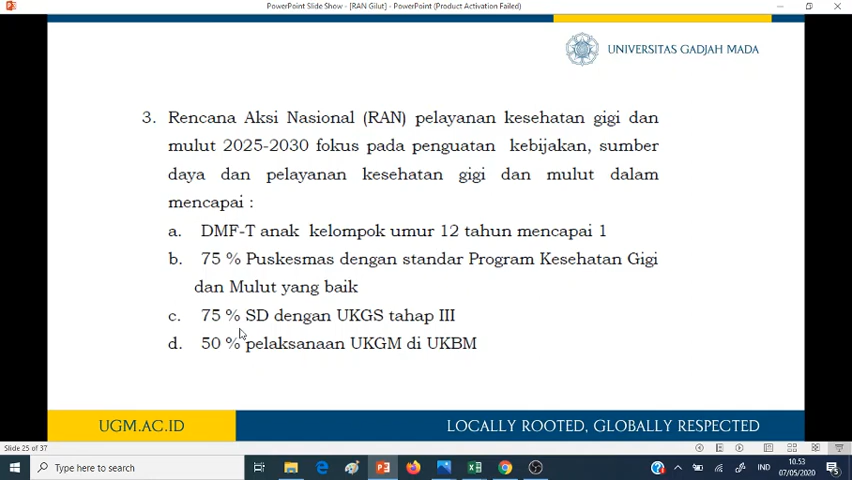 PowerPoint Slide Show - [RAN Gilut] - PowerPoint (Product Activation Failed)
UNIVERSITAS GADJAH MADA
3. Rencana Aksi Nasional (RAN) pelayanan kesehatan gigi dan
mulut 2025-2030 fokus pada penguatan kebijakan, sumber
daya dan pelayanan kesehatan gigi dan mulut dalam
mencapai :
a. DMF-T anak kelompok umur 12 tahun mencapai 1
b. 75 % Puskesmas dengan standar Program Kesehatan Gigi
dan Mulut yang baik
c. 75 % SD dengan UKGS tahap III
d. 50 % pelaksanaan UKGM di UKBM
UGM.AC.ID
LOCALLY ROOTED, GLOBALLY RESPECTED
Slide 25 of 37
Type here to search
IND
10.53
07/05/2020
5